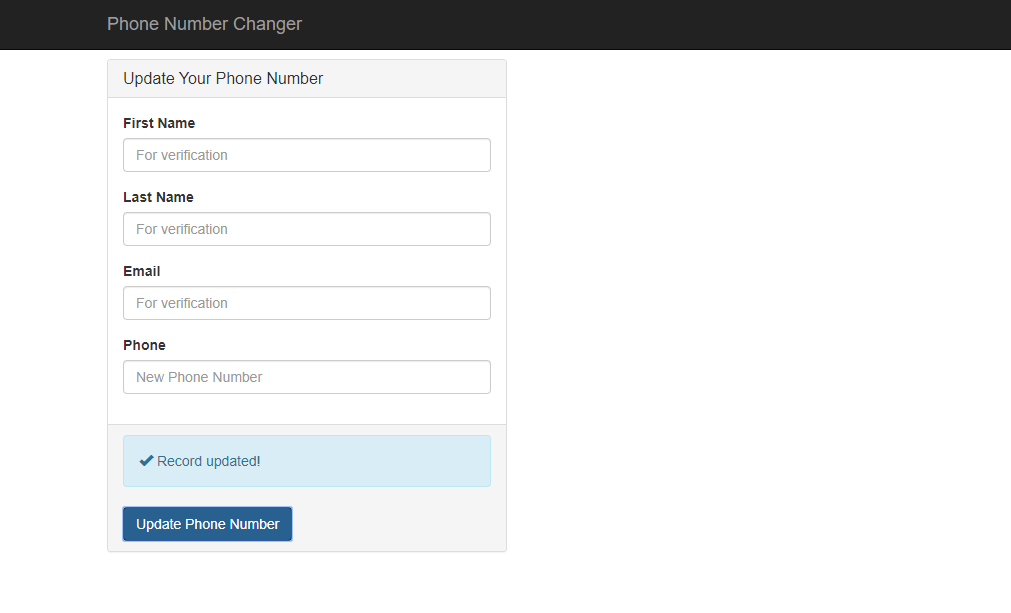 Phone Number Changer
Update Your Phone Number
First Name
For verification
Last Name
For verification
Email
For verification
Phone
New Phone Number
Record updated!
Update Phone Number